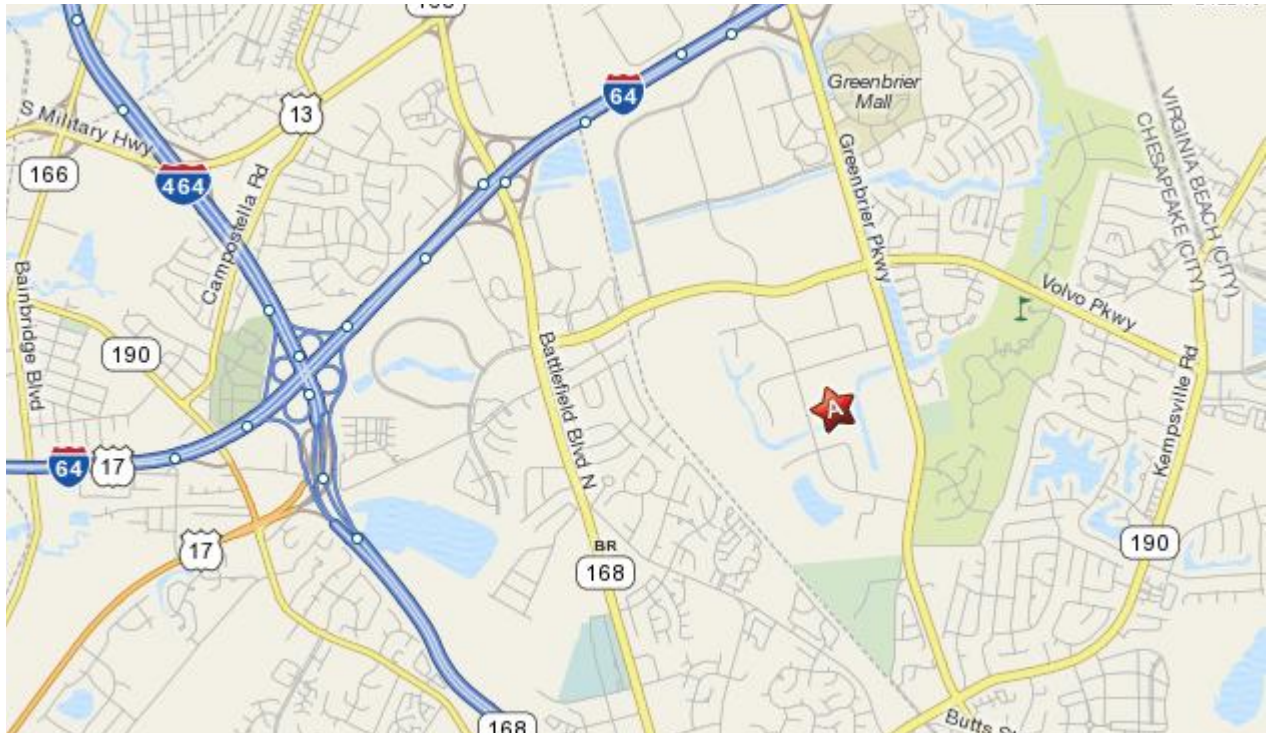 168
64
Greenbrier
Mall
13
S Military Hwy
166
464
Campostella Rd
Greenbrier Pkwy
VIRGINIA BEACH (CITY)
CHESAPEAKE (CITY)
Bainbridge Blvd
190
Volvo Pkwy
Battlefield Blvd N
Kempsville Rd
A
64
17
17
BR
168
190
168
Butts